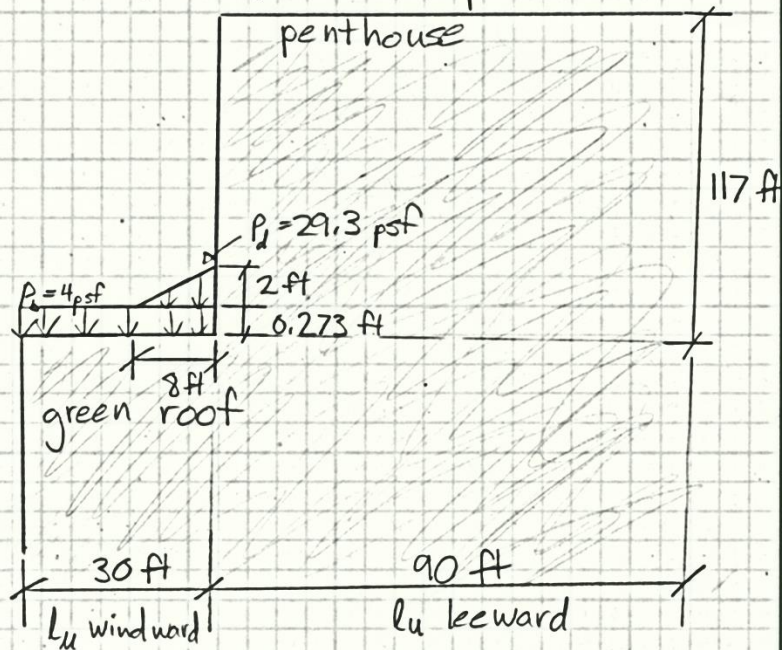 penthouse
117 ft
Pd = 29.3 psf
Pb = 4 psf
2 ft
0.273 ft
8 ft
green roof
30 ft
90 ft
lu windward
lu leeward